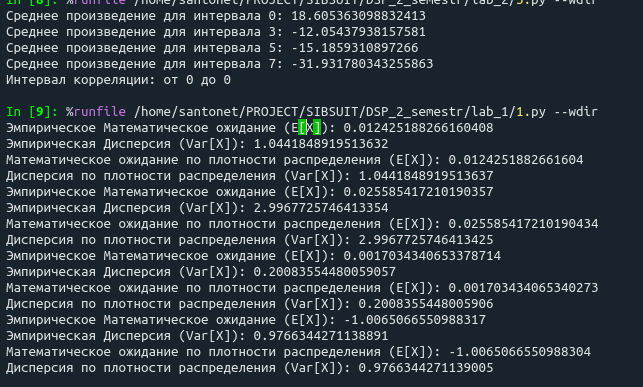 In [8]: %runfile /home/santonet/PROJECT/SIBSUIT/DSP_2_semestr/lab_2/3.py --wdir
Среднее произведение для интервала 0: 18.605363098832413
Среднее произведение для интервала 3: -12.05437938157581
Среднее произведение для интервала 5: -15.1859310897266
Среднее произведение для интервала 7: -31.931780343255863
Интервал корреляции: от 0 до 0
In [9]: %runfile /home/santonet/PROJECT/SIBSUIT/DSP_2_semestr/lab_1/1.py --wdir
Эмпирическое Математическое ожидание (E[X]): 0.012425188266160408
Эмпирическая Дисперсия (Var[X]): 1.0441848919513632
Математическое ожидание по плотности распределения (E[X]): 0.0124251882661604
Дисперсия по плотности распределения (Var[X]): 1.0441848919513637
Эмпирическое Математическое ожидание (E[X]): 0.025585417210190357
Эмпирическая Дисперсия (Var[X]): 2.9967725746413354
Математическое ожидание по плотности распределения (E[X]): 0.025585417210190434
Дисперсия по плотности распределения (Var[X]): 2.9967725746413425
Эмпирическое Математическое ожидание (E[X]): 0.0017034340653378714
Эмпирическая Дисперсия (Var[X]): 0.20083554480059057
Математическое ожидание по плотности распределения (E[X]): 0.001703434065340273
Дисперсия по плотности распределения (Var[X]): 0.2008355448005906
Эмпирическое Математическое ожидание (E[X]): -1.0065066550988317
Эмпирическая Дисперсия (Var[X]): 0.9766344271138891
Математическое ожидание по плотности распределения (E[X]): -1.0065066550988304
Дисперсия по плотности распределения (Var[X]): 0.9766344271139005